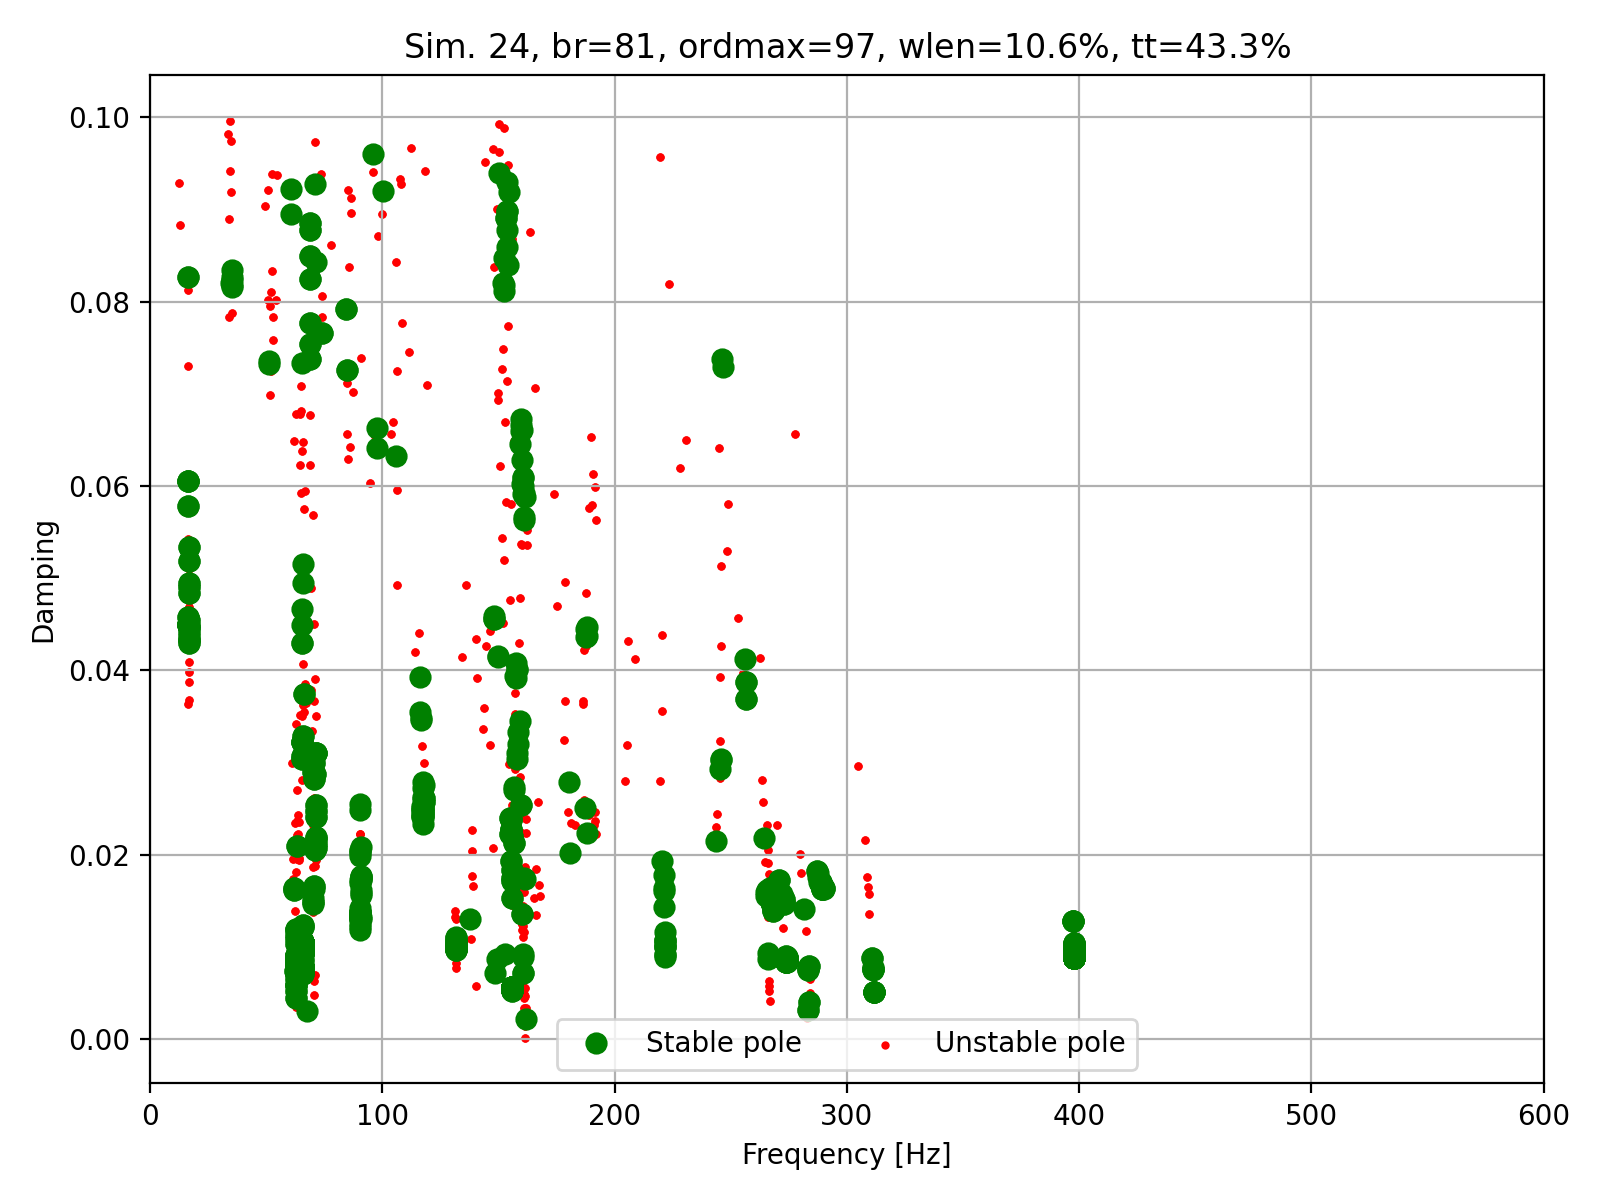 Sim. 24, br=81, ordmax=97, wlen=10.6%, tt=43.3%
0.10
0.08
0.06
0.04
0.02
0.00
Damping
Stable pole
Unstable pole
0
100
200
300
400
500
600
Frequency [Hz]